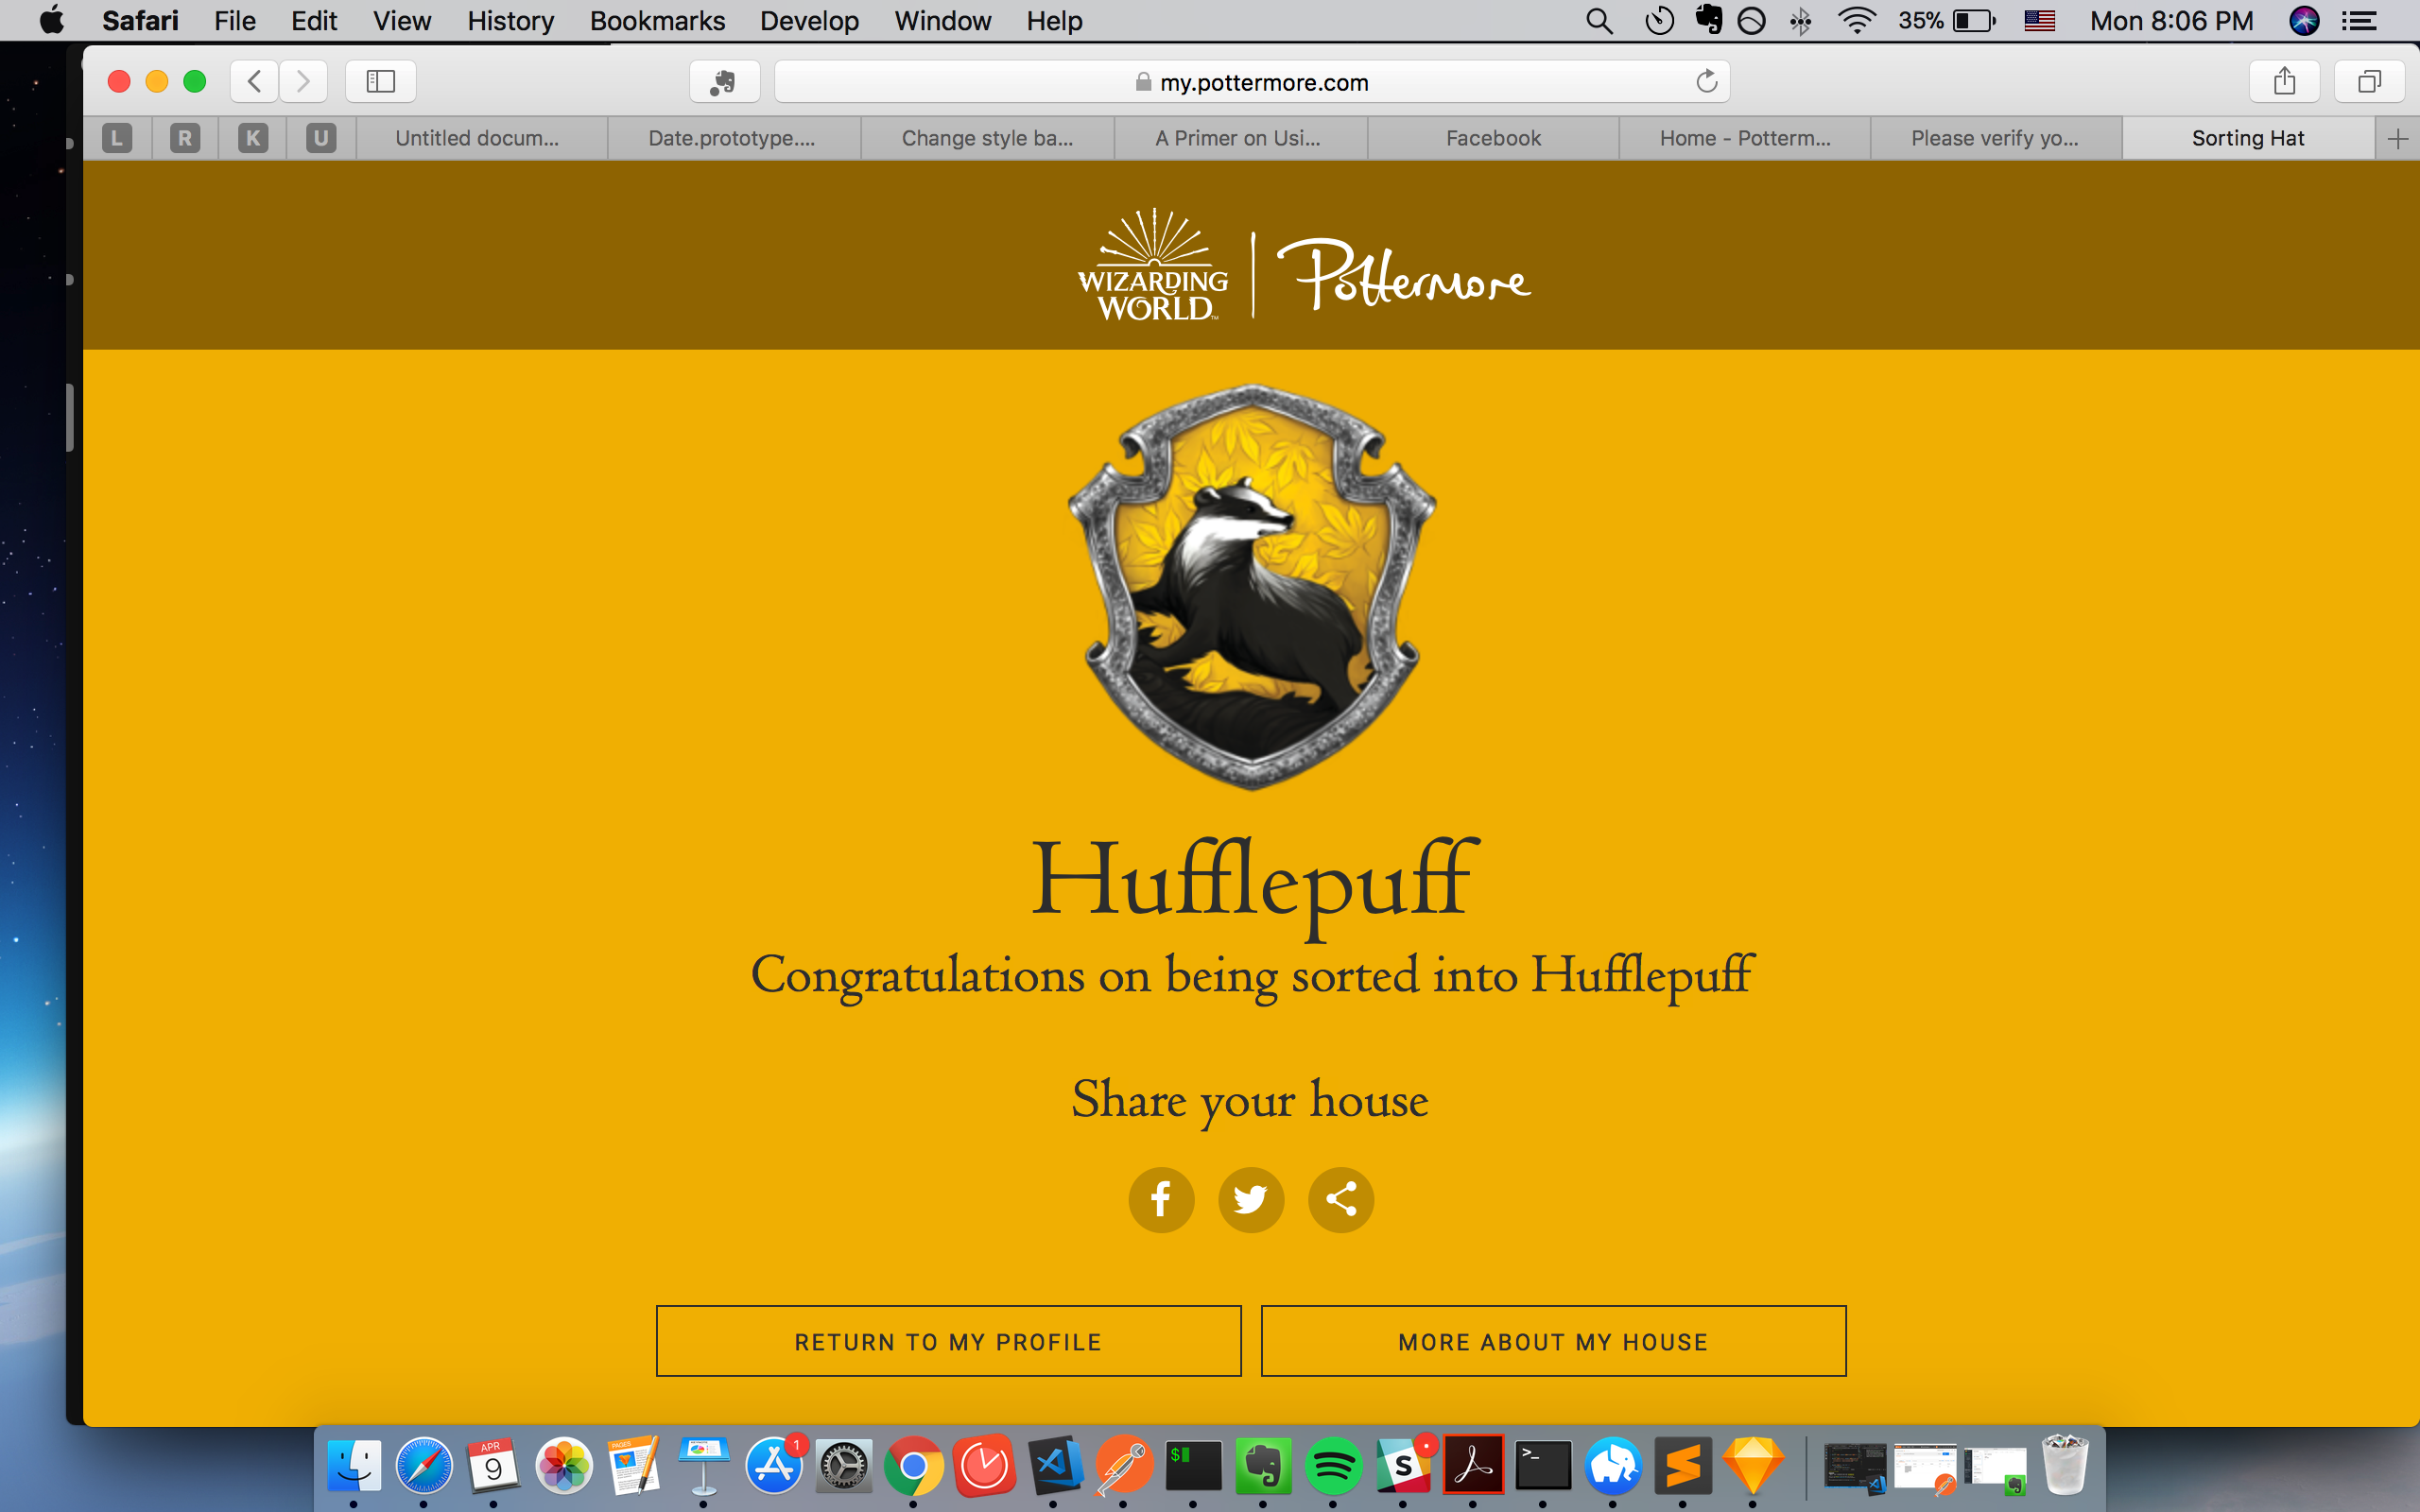 Safari File Edit View History Bookmarks Develop Window Help 35% Mon 8:06 PM
my.pottermore.com
L R K U Untitled docum... Date.prototype.... Change style ba... A Primer on Usi... Facebook Home - Potterm... Please verify yo... Sorting Hat
WIZARDING
WORLD™
Pottermore
Hufflepuff
Congratulations on being sorted into Hufflepuff
Share your house
RETURN TO MY PROFILE MORE ABOUT MY HOUSE
APR
9
PAGES
1
$
S
>_